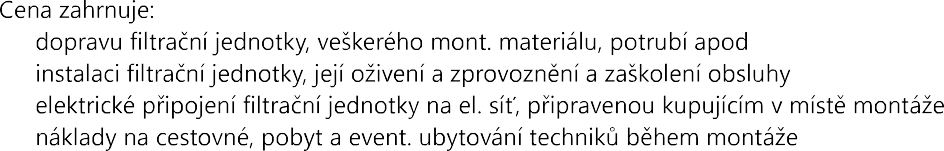 Cena zahrnuje:
dopravu filtrační jednotky, veškerého mont. materiálu, potrubí apod
instalaci filtrační jednotky, její oživení a zprovoznění a zaškolení obsluhy
elektrické připojení filtrační jednotky na el. síť, připravenou kupujícím v místě montáže
náklady na cestovné, pobyt a event. ubytování techniků během montáže